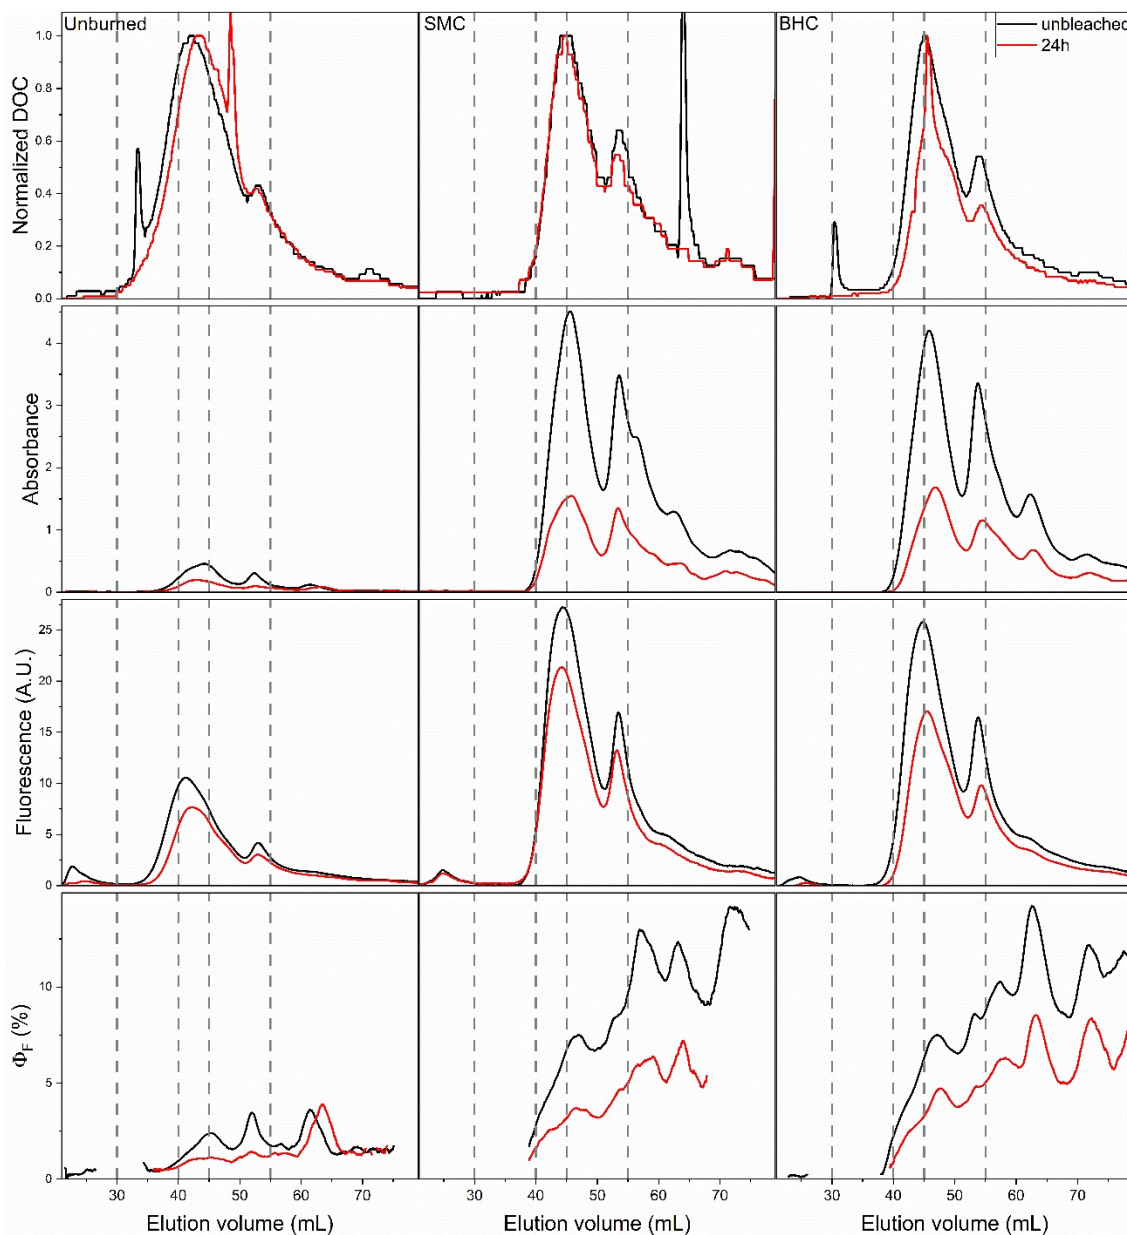 Unburned
SMC
BHC
unbleached
24h
Normalized DOC
1.0
0.8
0.6
0.4
0.2
0.0
Absorbance
4
3
2
1
0
Fluorescence (A.U.)
25
20
15
10
5
0
Φ_F (%)
10
5
0
30 40 50 60 70
30 40 50 60 70
30 40 50 60 70
Elution volume (mL)
Elution volume (mL)
Elution volume (mL)